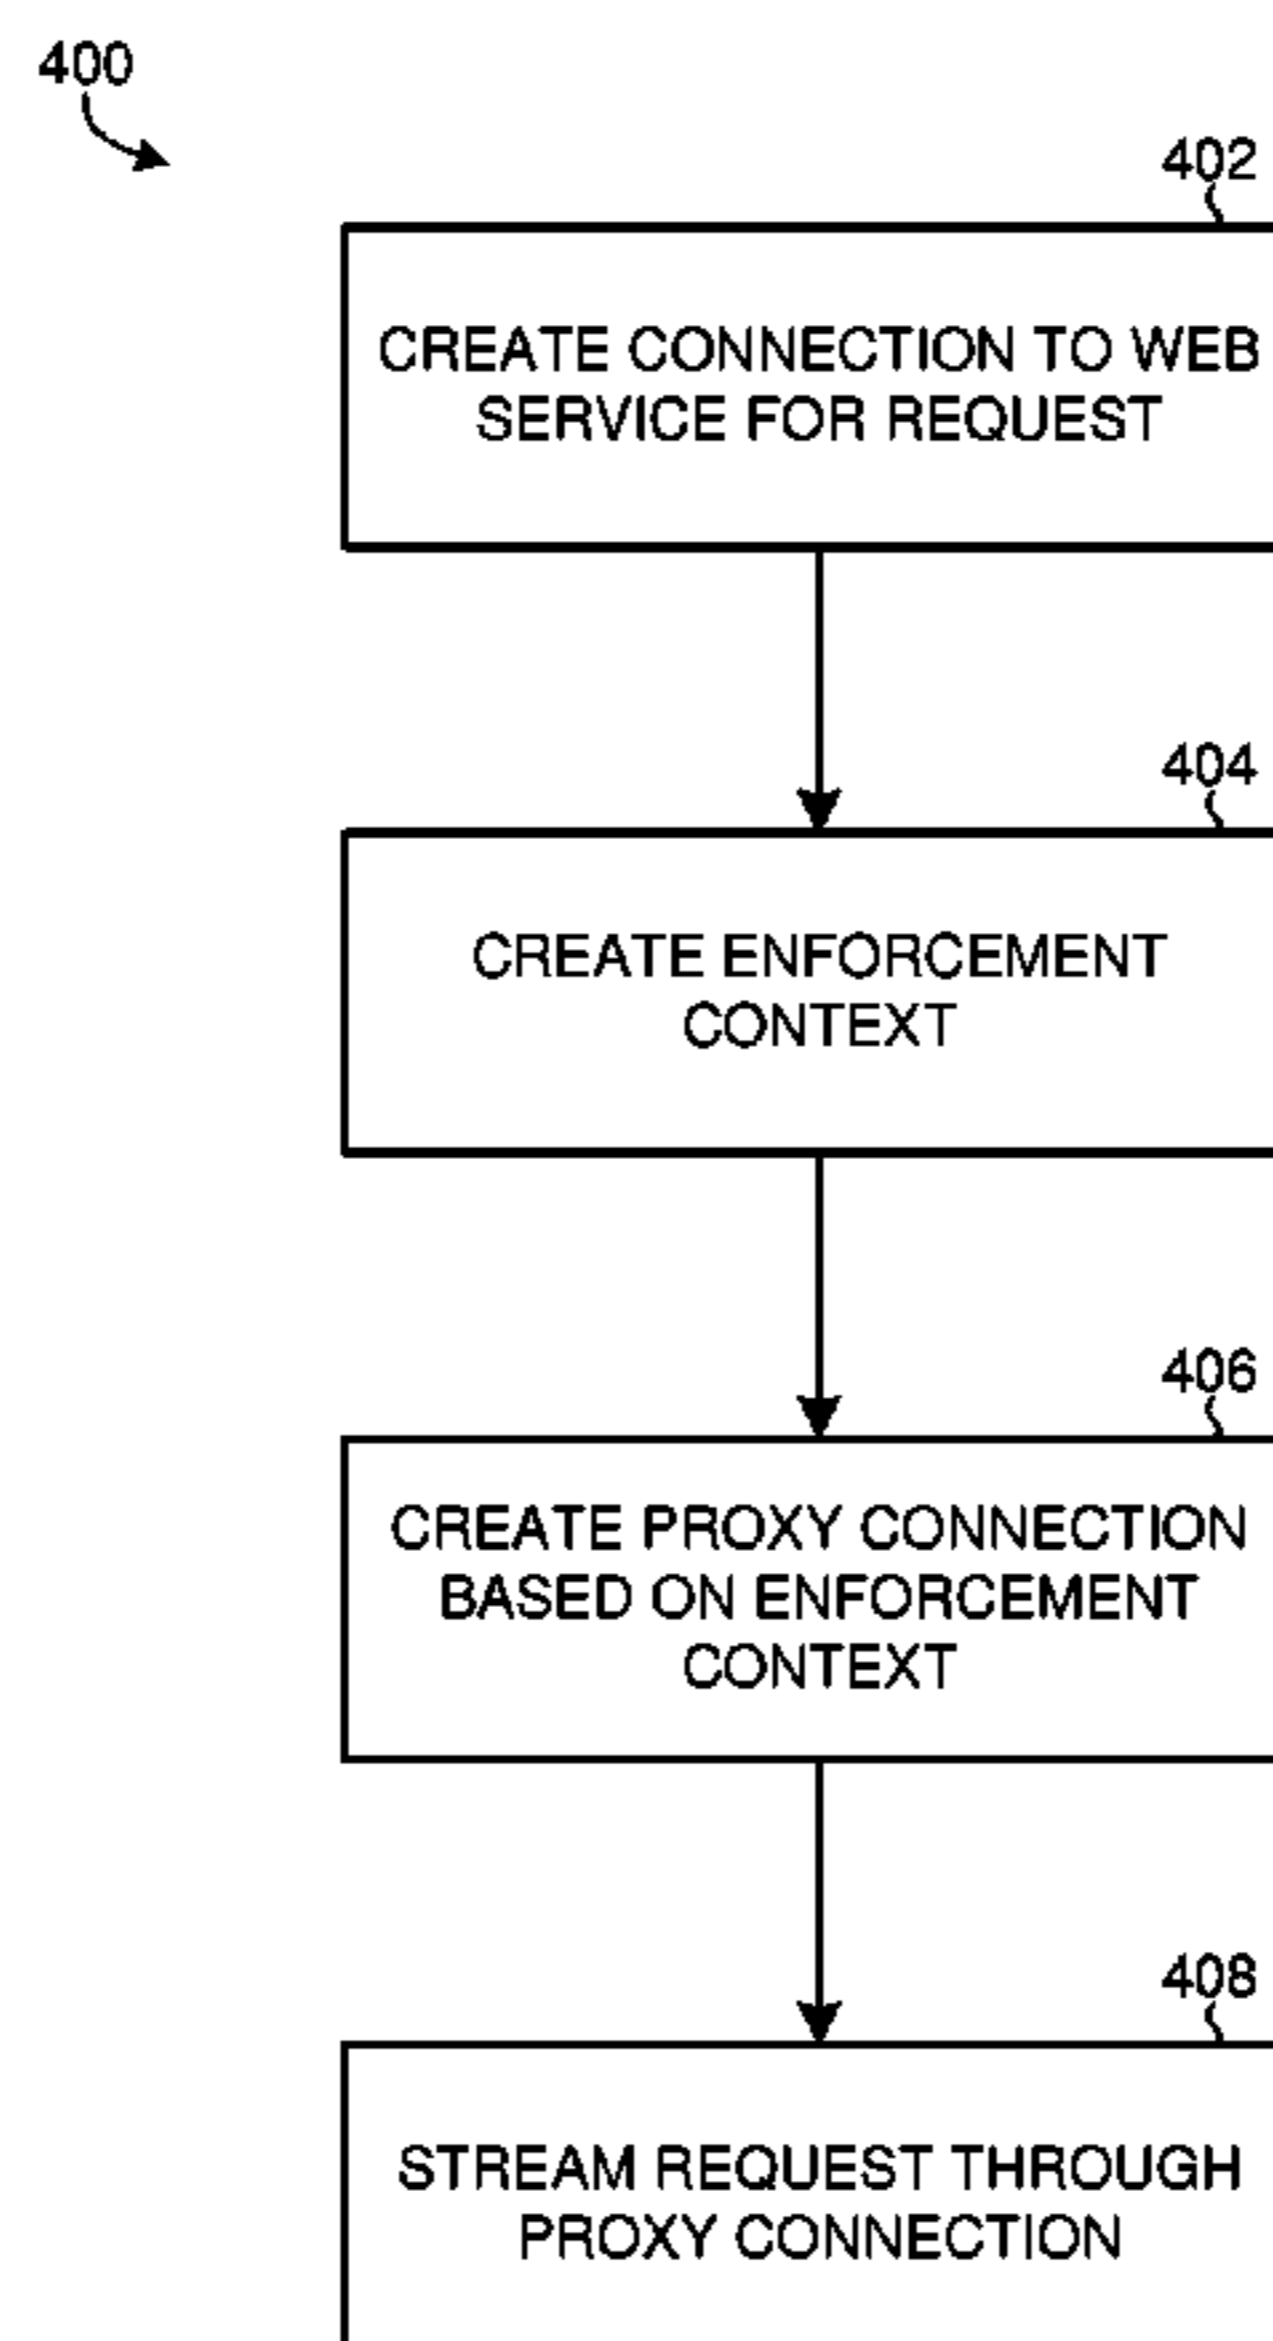 400
402
CREATE CONNECTION TO WEB
SERVICE FOR REQUEST
404
CREATE ENFORCEMENT
CONTEXT
406
CREATE PROXY CONNECTION
BASED ON ENFORCEMENT
CONTEXT
408
STREAM REQUEST THROUGH
PROXY CONNECTION